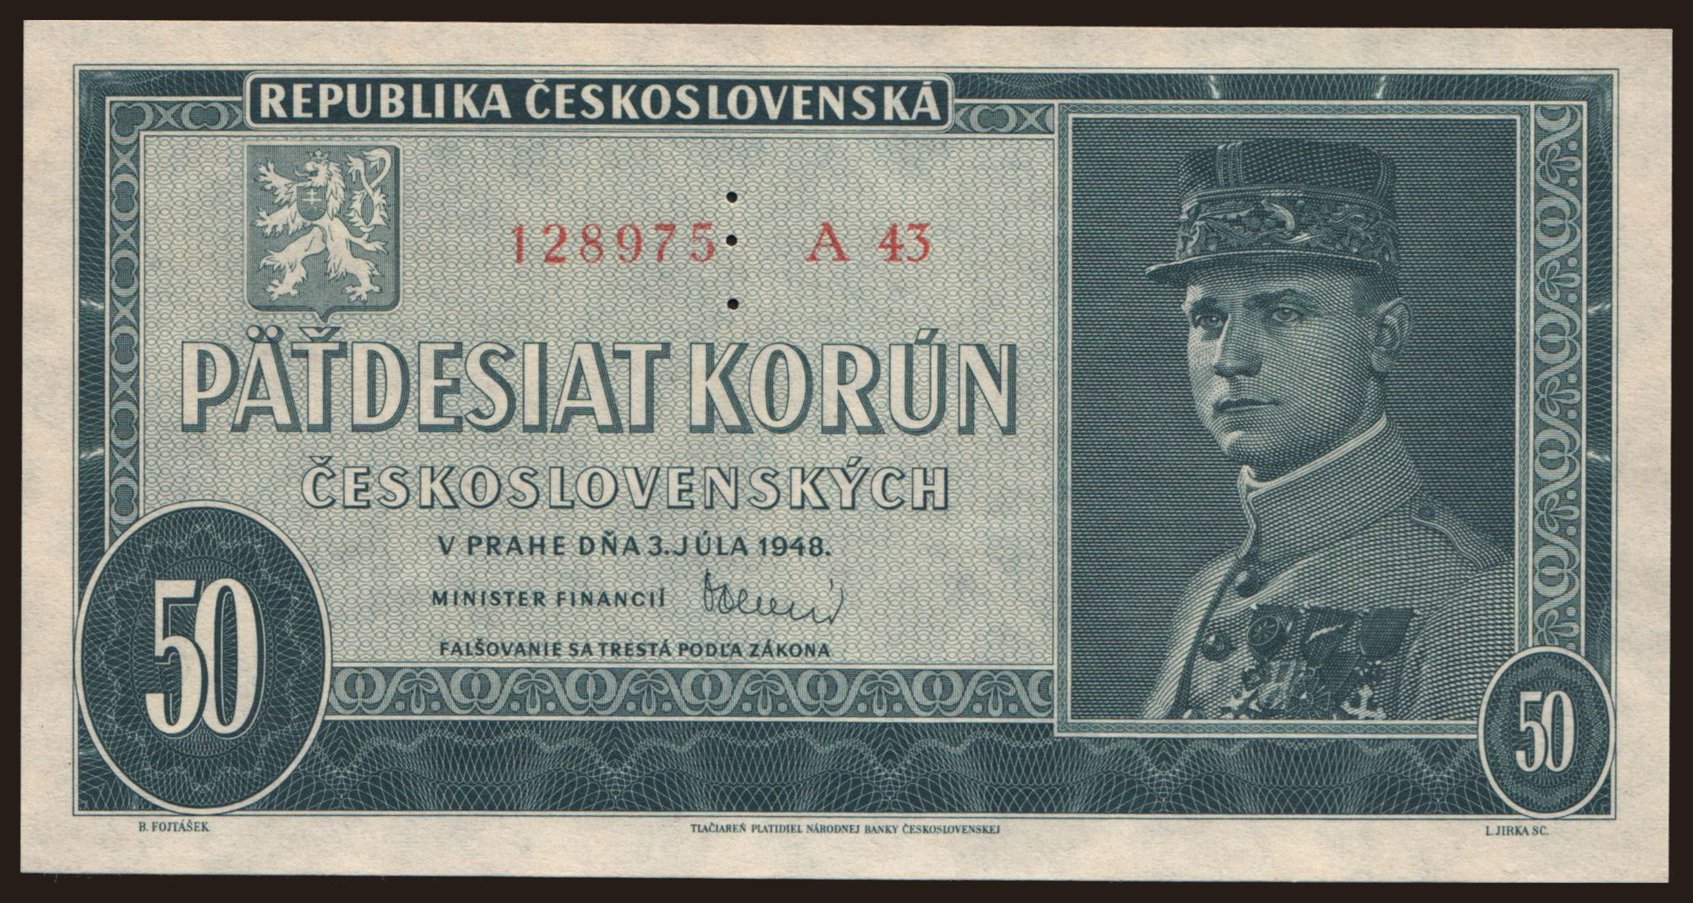 REPUBLIKA ČESKOSLOVENSKÁ
128975 A 43
PÄŤDESIAT KORÚN
ČESKOSLOVENSKÝCH
V PRAHE DŇA 3. JÚLA 1948.
MINISTER FINANCIÍ
FALŠOVANIE SA TRESTÁ PODĽA ZÁKONA
50
50
B. FOJTÁŠEK
TLAČIAREŇ PLATIDIEL NÁRODNEJ BANKY ČESKOSLOVENSKEJ
L. JIRKA SC.